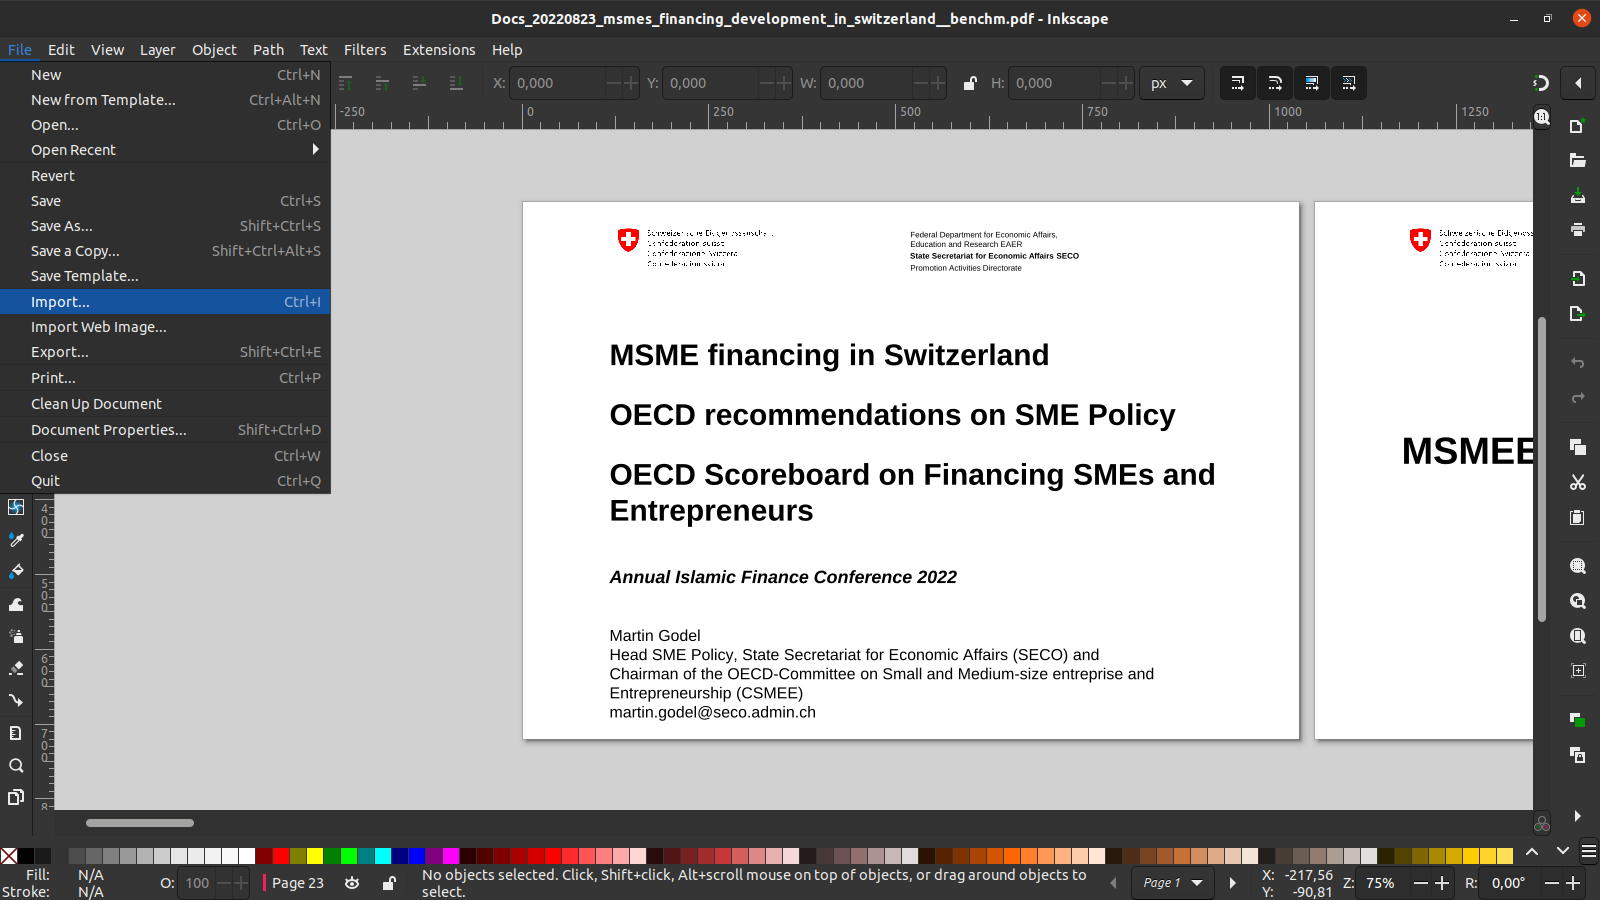 Docs_20220823_msmes_financing_development_in_switzerland__benchm.pdf - Inkscape
File Edit View Layer Object Path Text Filters Extensions Help
New Ctrl+N
New from Template... Ctrl+Alt+N
Open... Ctrl+O
Open Recent
Revert
Save Ctrl+S
Save As... Shift+Ctrl+S
Save a Copy... Shift+Ctrl+Alt+S
Save Template...
Import... Ctrl+I
Import Web Image...
Export... Shift+Ctrl+E
Print... Ctrl+P
Clean Up Document
Document Properties... Shift+Ctrl+D
Close Ctrl+W
Quit Ctrl+Q
X: 0,000 Y: 0,000 W: 0,000 H: 0,000 px
-250 0 250 500 750 1000 1250
400
500
600
700
8
Federal Department for Economic Affairs,
Education and Research EAER
State Secretariat for Economic Affairs SECO
Promotion Activities Directorate
MSME financing in Switzerland
OECD recommendations on SME Policy
OECD Scoreboard on Financing SMEs and
Entrepreneurs
Annual Islamic Finance Conference 2022
Martin Godel
Head SME Policy, State Secretariat for Economic Affairs (SECO) and
Chairman of the OECD-Committee on Small and Medium-size entreprise and
Entrepreneurship (CSMEE)
martin.godel@seco.admin.ch
MSMEE
Fill: N/A
Stroke: N/A
O: 100
Page 23
No objects selected. Click, Shift+click, Alt+scroll mouse on top of objects, or drag around objects to
select.
Page 1
X: -217,56
Y: -90,81
Z: 75%
R: 0,00°